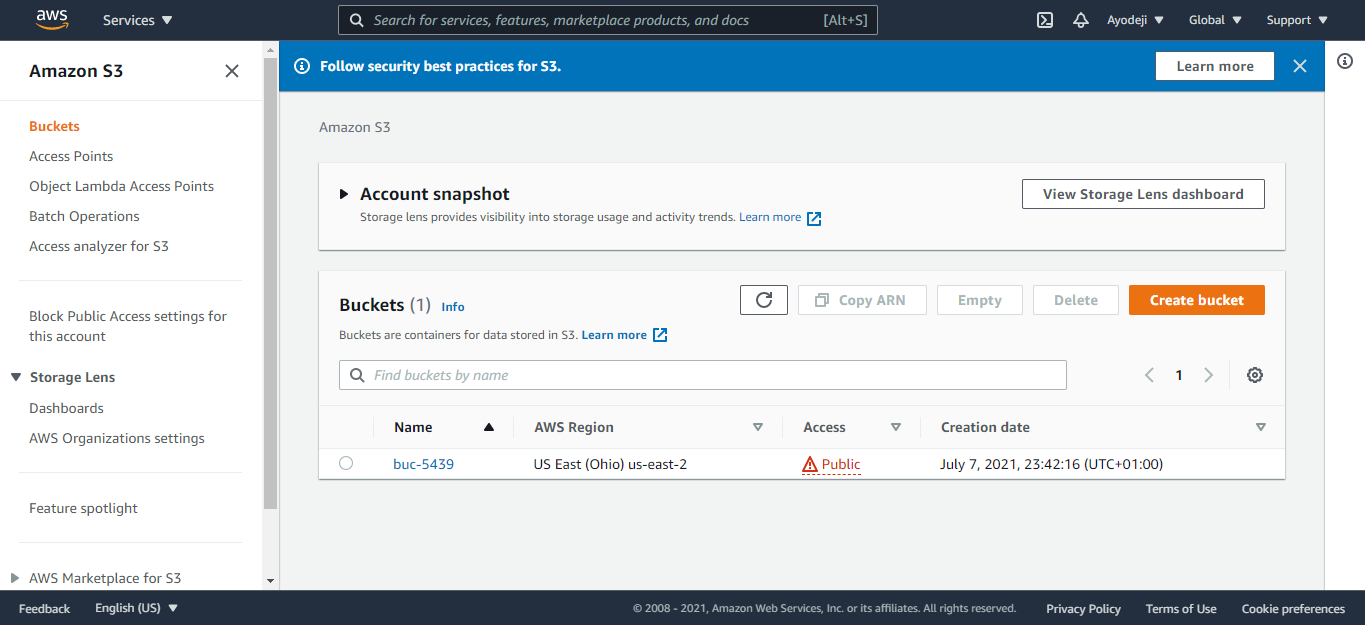 aws
Services
Search for services, features, marketplace products, and docs [Alt+S]
Ayodeji
Global
Support
Amazon S3
Buckets
Access Points
Object Lambda Access Points
Batch Operations
Access analyzer for S3
Block Public Access settings for
this account
Storage Lens
Dashboards
AWS Organizations settings
Feature spotlight
AWS Marketplace for S3
Follow security best practices for S3.
Learn more
Amazon S3
Account snapshot
View Storage Lens dashboard
Storage lens provides visibility into storage usage and activity trends. Learn more
Buckets (1) Info
Copy ARN
Empty
Delete
Create bucket
Buckets are containers for data stored in S3. Learn more
Find buckets by name
1
Name AWS Region Access Creation date
buc-5439 US East (Ohio) us-east-2 Public July 7, 2021, 23:42:16 (UTC+01:00)
Feedback English (US) © 2008 - 2021, Amazon Web Services, Inc. or its affiliates. All rights reserved. Privacy Policy Terms of Use Cookie preferences